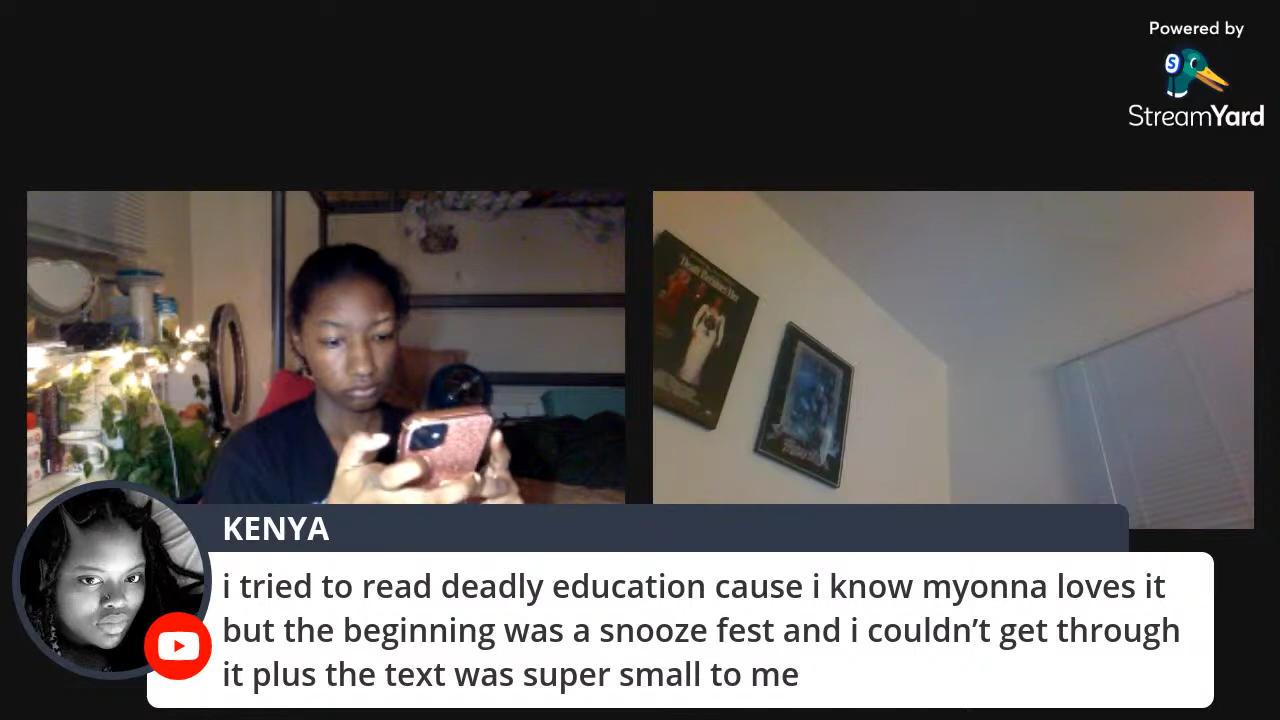 Powered by
S
StreamYard
KENYA
i tried to read deadly education cause i know myonna loves it
but the beginning was a snooze fest and i couldn't get through
it plus the text was super small to me